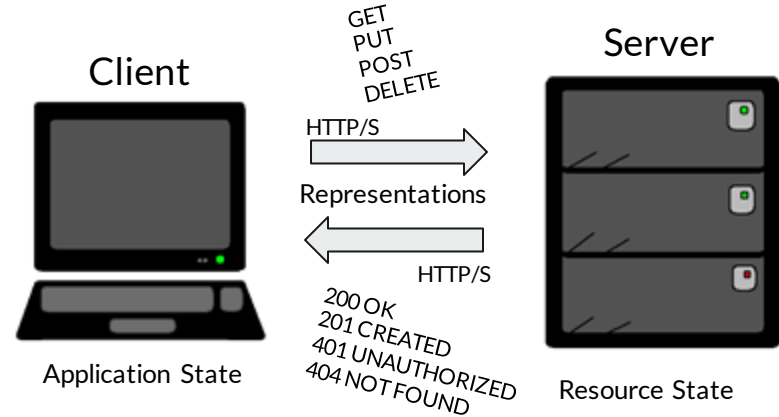 Client
GET
PUT
POST
DELETE
Server
HTTP/S
Representations
HTTP/S
200 OK
201 CREATED
401 UNAUTHORIZED
404 NOT FOUND
Application State
Resource State